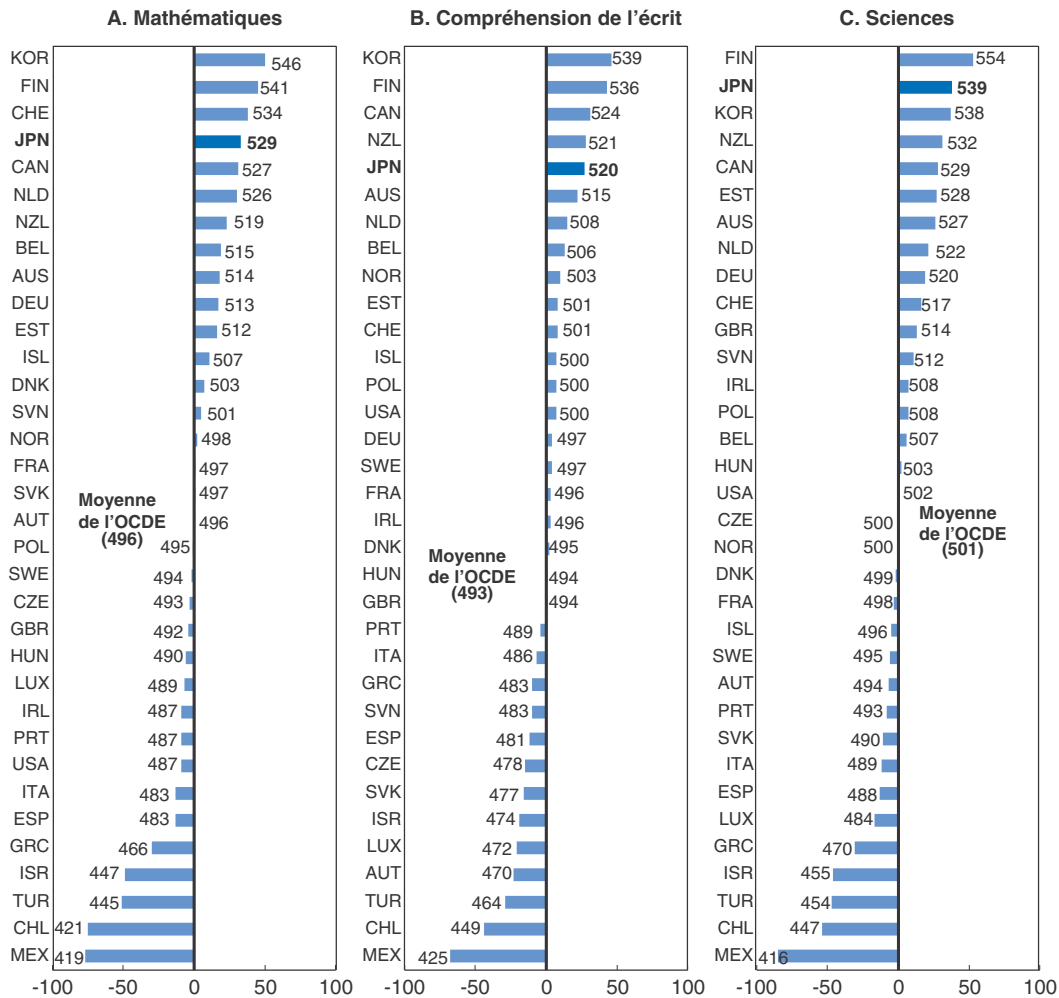 A. Mathématiques
KOR 546
FIN 541
CHE 534
JPN 529
CAN 527
NLD 526
NZL 519
BEL 515
AUS 514
DEU 513
EST 512
ISL 507
DNK 503
SVN 501
NOR 498
FRA 497
SVK 497
AUT 496
POL 495
SWE 494
CZE 493
GBR 492
HUN 490
LUX 489
IRL 487
PRT 487
USA 487
ITA 483
ESP 483
GRC 466
ISR 447
TUR 445
CHL 421
MEX 419
Moyenne
de l'OCDE
(496)
-100 -50 0 50 100
B. Compréhension de l'écrit
KOR 539
FIN 536
CAN 524
NZL 521
JPN 520
AUS 515
NLD 508
BEL 506
NOR 503
EST 501
CHE 501
ISL 500
POL 500
USA 500
DEU 497
SWE 497
FRA 496
IRL 496
DNK 495
HUN 494
GBR 494
PRT 489
ITA 486
GRC 483
SVN 483
ESP 481
CZE 478
SVK 477
ISR 474
LUX 472
AUT 470
TUR 464
CHL 449
MEX 425
Moyenne
de l'OCDE
(493)
-100 -50 0 50 100
C. Sciences
FIN 554
JPN 539
KOR 538
NZL 532
CAN 529
EST 528
AUS 527
NLD 522
DEU 520
CHE 517
GBR 514
SVN 512
IRL 508
POL 508
BEL 507
HUN 503
USA 502
CZE 500
NOR 500
DNK 499
FRA 498
ISL 496
SWE 495
AUT 494
PRT 493
SVK 490
ITA 489
ESP 488
LUX 484
GRC 470
ISR 455
TUR 454
CHL 447
MEX 416
Moyenne
de l'OCDE
(501)
-100 -50 0 50 100